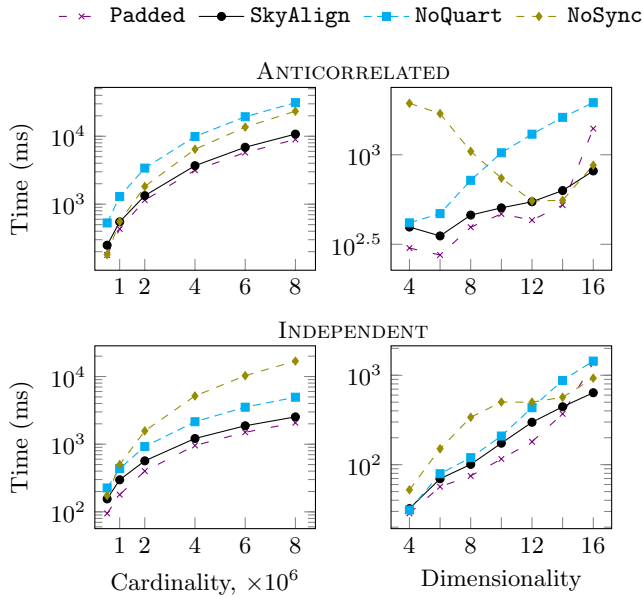 Padded SkyAlign NoQuart NoSync
ANTICORRELATED
Time (ms)
10^4
10^3
1 2 4 6 8
10^3
10^2.5
4 8 12 16
INDEPENDENT
Time (ms)
10^4
10^3
10^2
1 2 4 6 8
Cardinality, ×10^6
10^3
10^2
4 8 12 16
Dimensionality